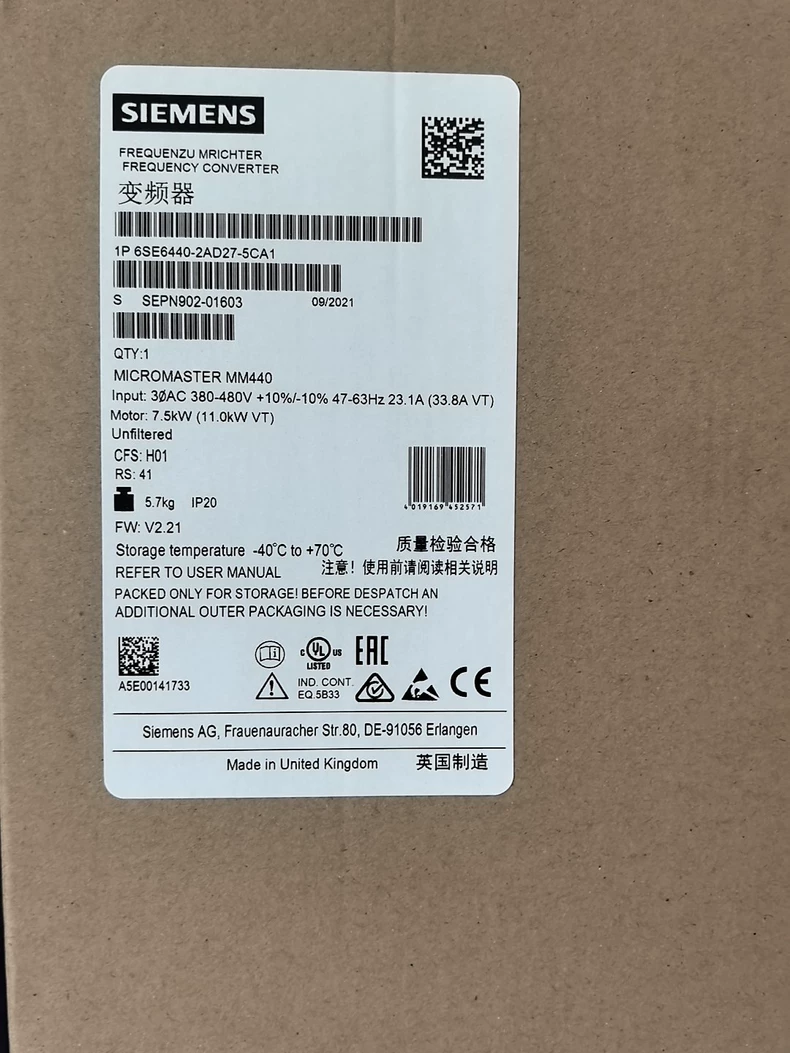 SIEMENS
FREQUENZU MRICHTER
FREQUENCY CONVERTER
变频器
1P 6SE6440-2AD27-5CA1
S SEPN902-01603 09/2021
QTY:1
MICROMASTER MM440
Input: 3ØAC 380-480V +10%/-10% 47-63Hz 23.1A (33.8A VT)
Motor: 7.5kW (11.0kW VT)
Unfiltered
CFS: H01
RS: 41
5.7kg IP20
4 019169 452571
FW: V2.21
Storage temperature -40°C to +70°C 质量检验合格
REFER TO USER MANUAL 注意！使用前请阅读相关说明
PACKED ONLY FOR STORAGE! BEFORE DESPATCH AN
ADDITIONAL OUTER PACKAGING IS NECESSARY!
c UL US
LISTED
EAC
A5E00141733
IND. CONT.
EQ.5B33
CE
Siemens AG, Frauenauracher Str.80, DE-91056 Erlangen
Made in United Kingdom 英国制造